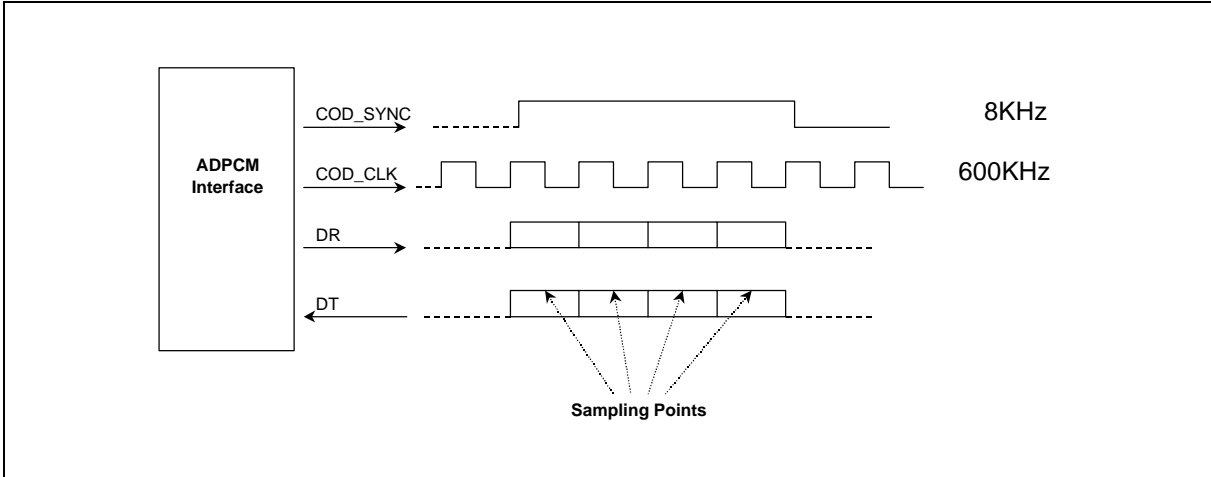 COD_SYNC
8KHz
ADPCM
Interface
COD_CLK
600KHz
DR
DT
Sampling Points